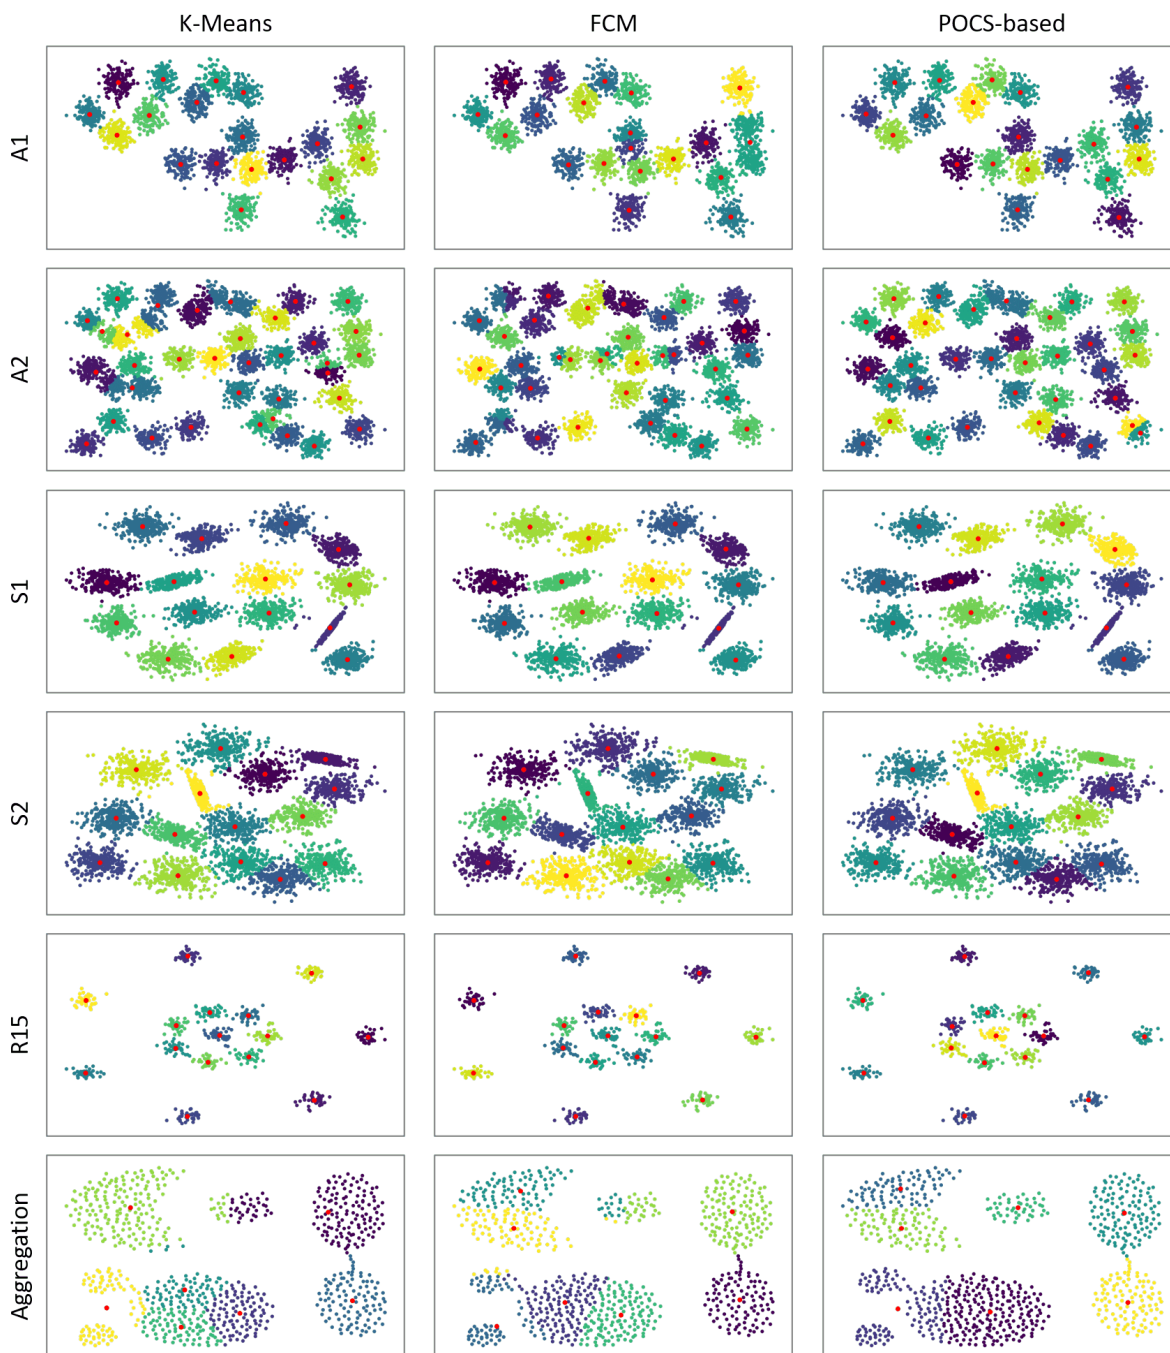 K-Means
FCM
POCS-based
A1
A2
S1
S2
R15
Aggregation